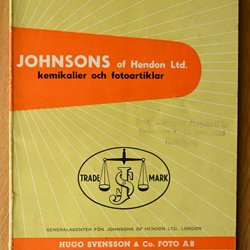 JOHNSONS of Hendon Ltd.
kemikalier och fotoartiklar
TRADE MARK
JS
GENERALAGENTER FÖR JOHNSONS OF HENDON LTD., LONDON
HUGO SVENSSON & Co. FOTO AB